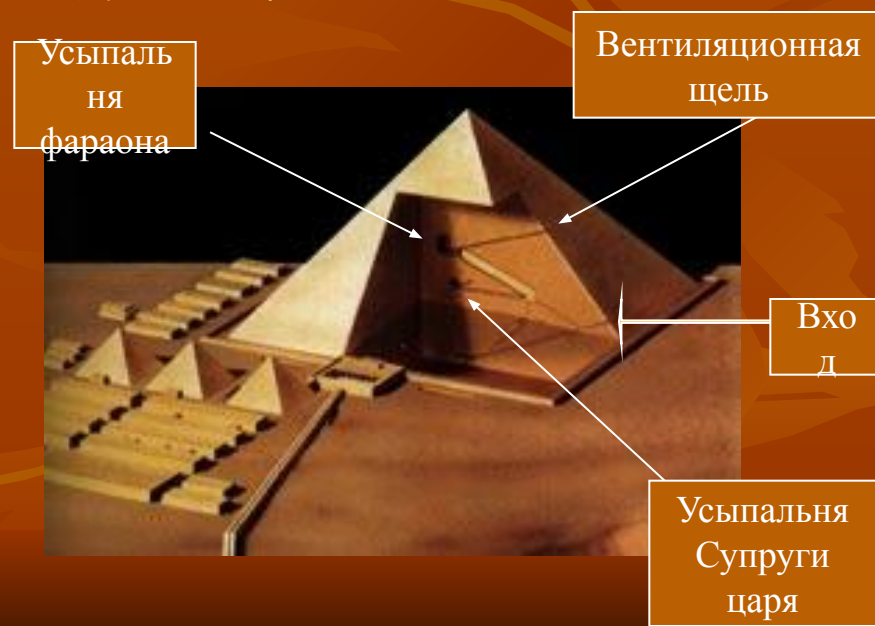 Усыпаль
ня
фараона
Вентиляционная
щель
Вхо
д
Усыпальня
Супруги
царя